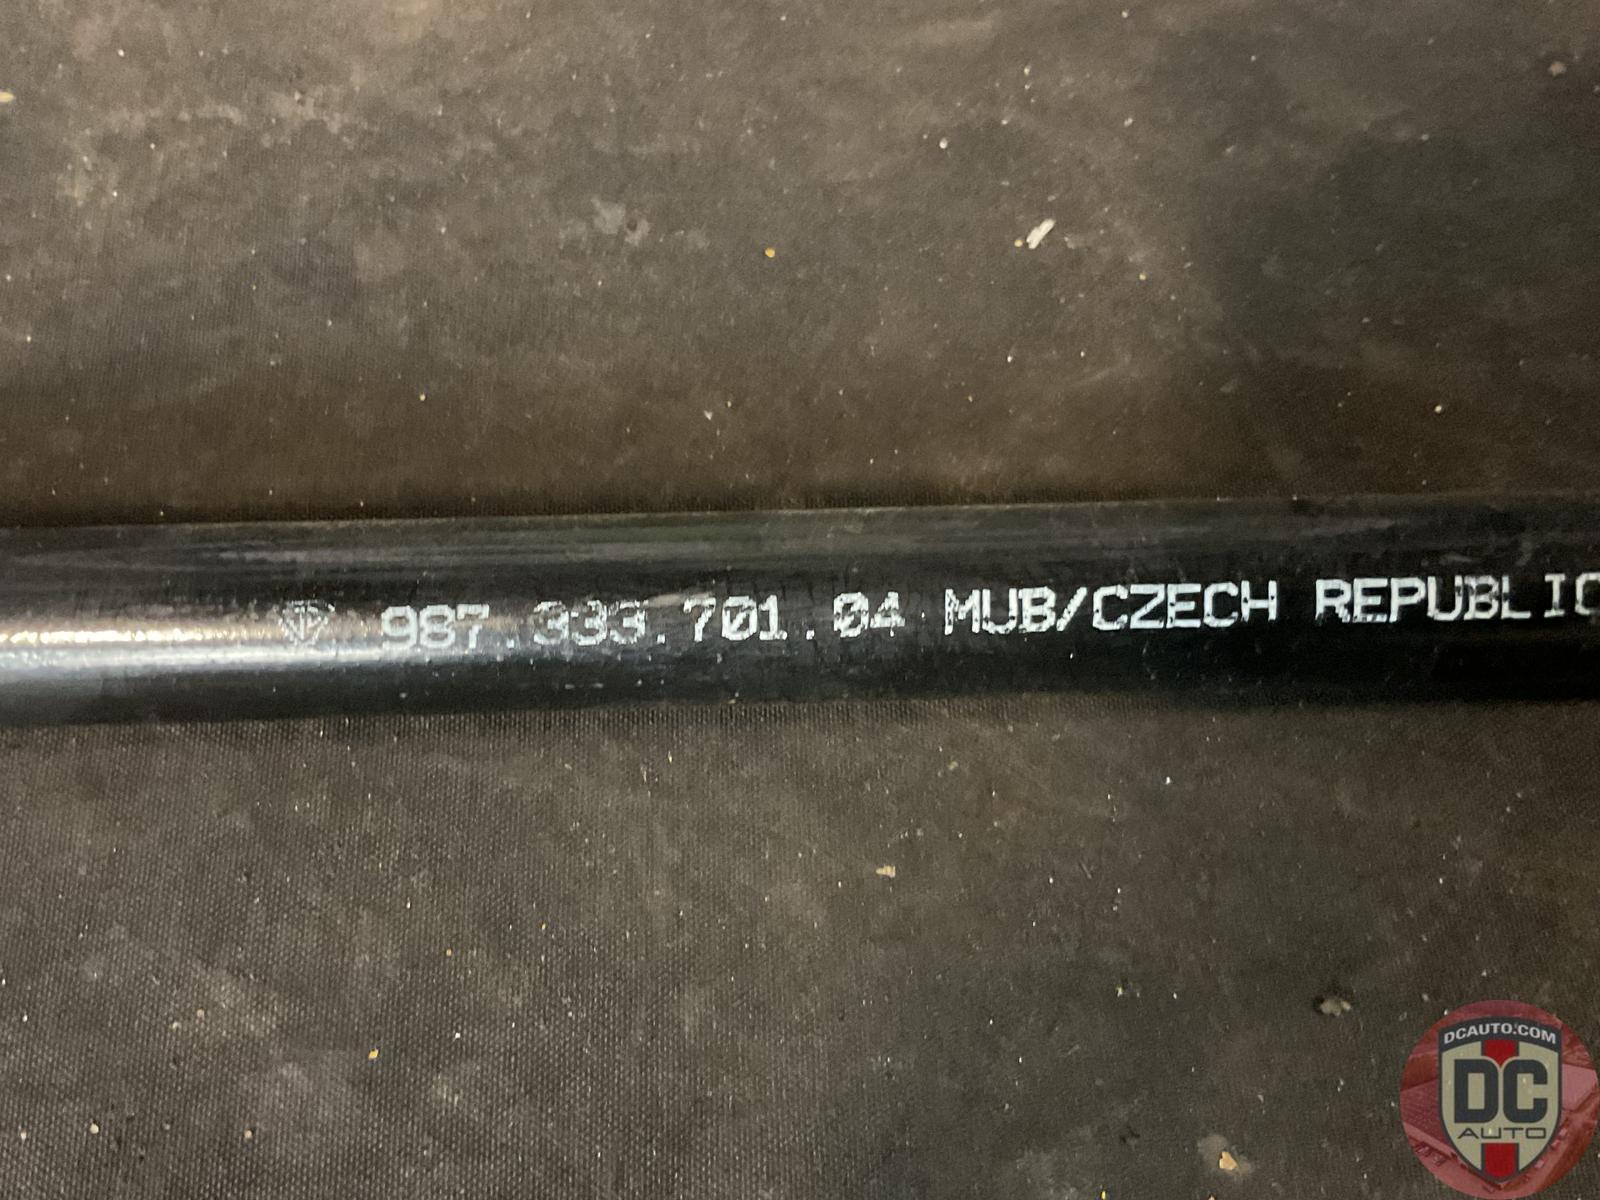 987.333.701.04 MUB/CZECH REPUBLIC
DCAUTO.COM
DC
AUTO